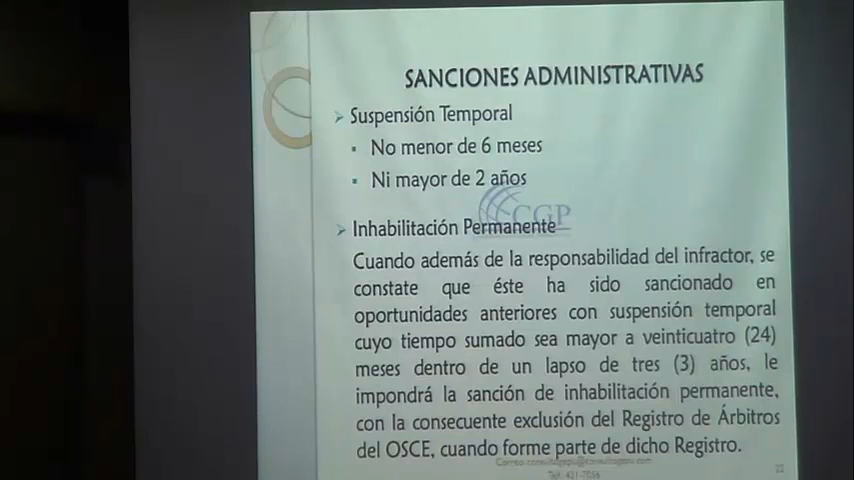 SANCIONES ADMINISTRATIVAS
Suspensión Temporal
No menor de 6 meses
Ni mayor de 2 años
CGP
Inhabilitación Permanente
Cuando además de la responsabilidad del infractor, se
constate que éste ha sido sancionado en
oportunidades anteriores con suspensión temporal
cuyo tiempo sumado sea mayor a veinticuatro (24)
meses dentro de un lapso de tres (3) años, le
impondrá la sanción de inhabilitación permanente,
con la consecuente exclusión del Registro de Árbitros
del OSCE, cuando forme parte de dicho Registro.